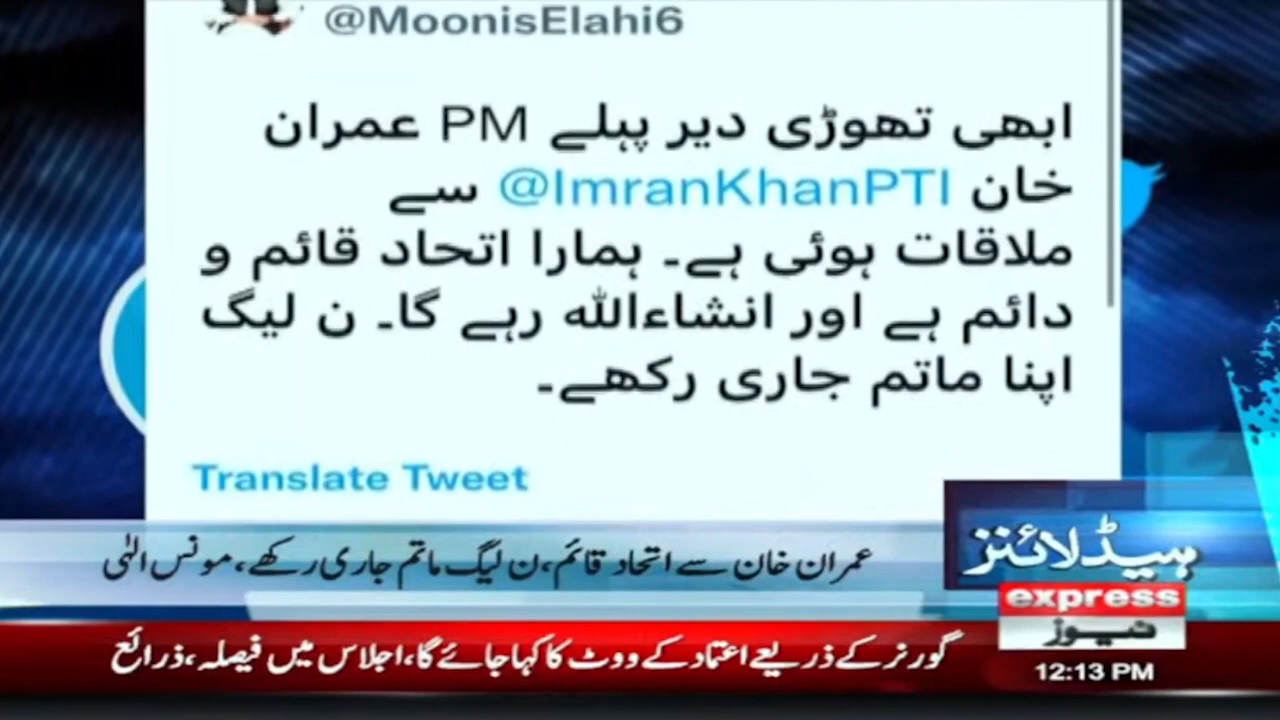 @MoonisElahi6
ابھی تھوڑی دیر پہلے PM عمران
خان @ImranKhanPTI سے
ملاقات ہوئی ہے۔ ہمارا اتحاد قائم و
دائم ہے اور انشاءاللہ رہے گا۔ ن لیگ
اپنا ماتم جاری رکھے۔
Translate Tweet
ہیڈلائنز
عمران خان سے اتحاد قائم، ن لیگ ماتم جاری رکھے، مونس الہٰی
express
نیوز
گورنر کے ذریعے اعتماد کے ووٹ کا کہا جائے گا، اجلاس میں فیصلہ، ذرائع
12:13 PM